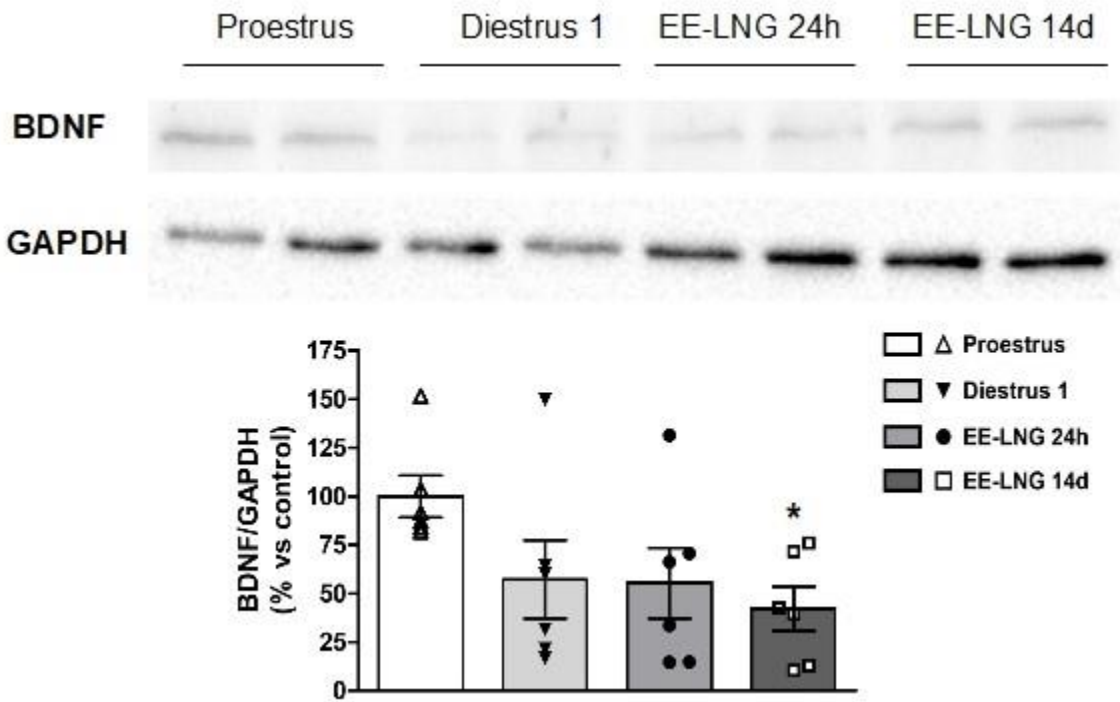 Proestrus Diestrus 1 EE-LNG 24h EE-LNG 14d
BDNF
GAPDH
175
150
125
100
75
50
25
0
BDNF/GAPDH
(% vs control)
*
Proestrus
Diestrus 1
EE-LNG 24h
EE-LNG 14d